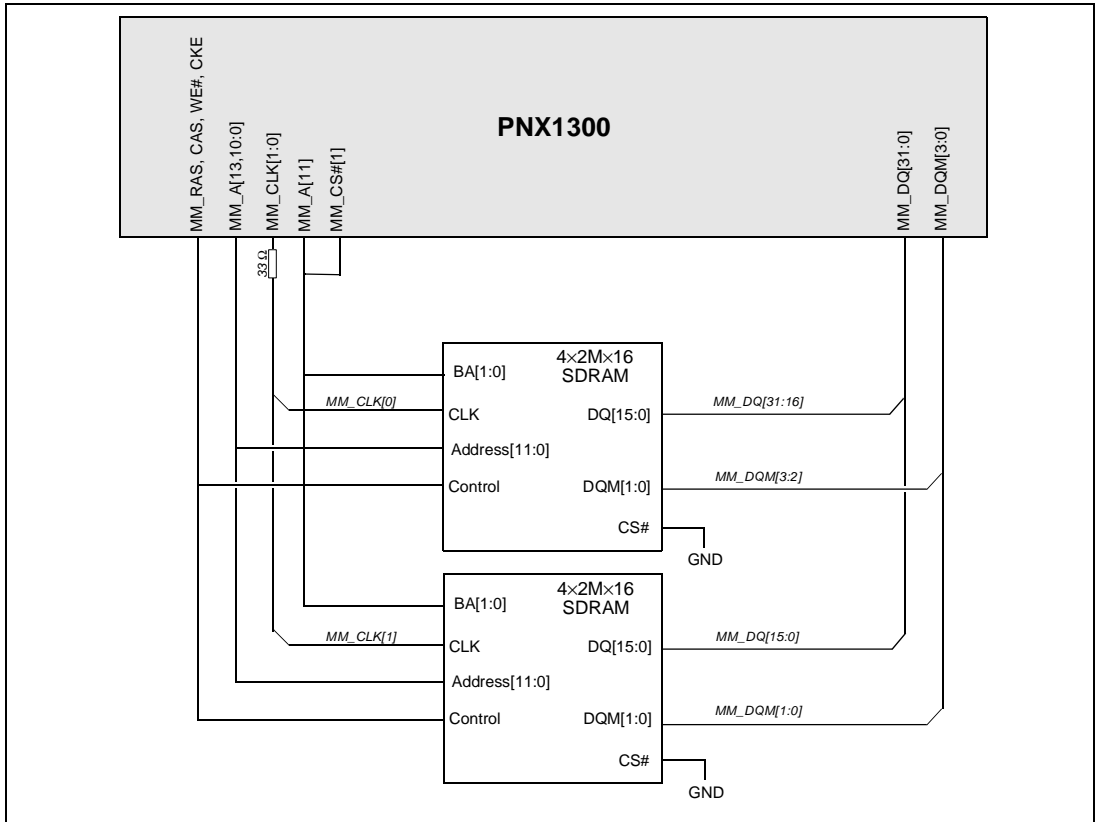 PNX1300
MM_RAS, CAS, WE#, CKE
MM_A[13,10:0]
MM_CLK[1:0]
MM_A[11]
MM_CS#[1]
MM_DQ[31:0]
MM_DQM[3:0]
33 Ω
4×2M×16
SDRAM
BA[1:0]
MM_CLK[0]
CLK
DQ[15:0]
MM_DQ[31:16]
Address[11:0]
Control
DQM[1:0]
MM_DQM[3:2]
CS#
GND
4×2M×16
SDRAM
BA[1:0]
MM_CLK[1]
CLK
DQ[15:0]
MM_DQ[15:0]
Address[11:0]
Control
DQM[1:0]
MM_DQM[1:0]
CS#
GND